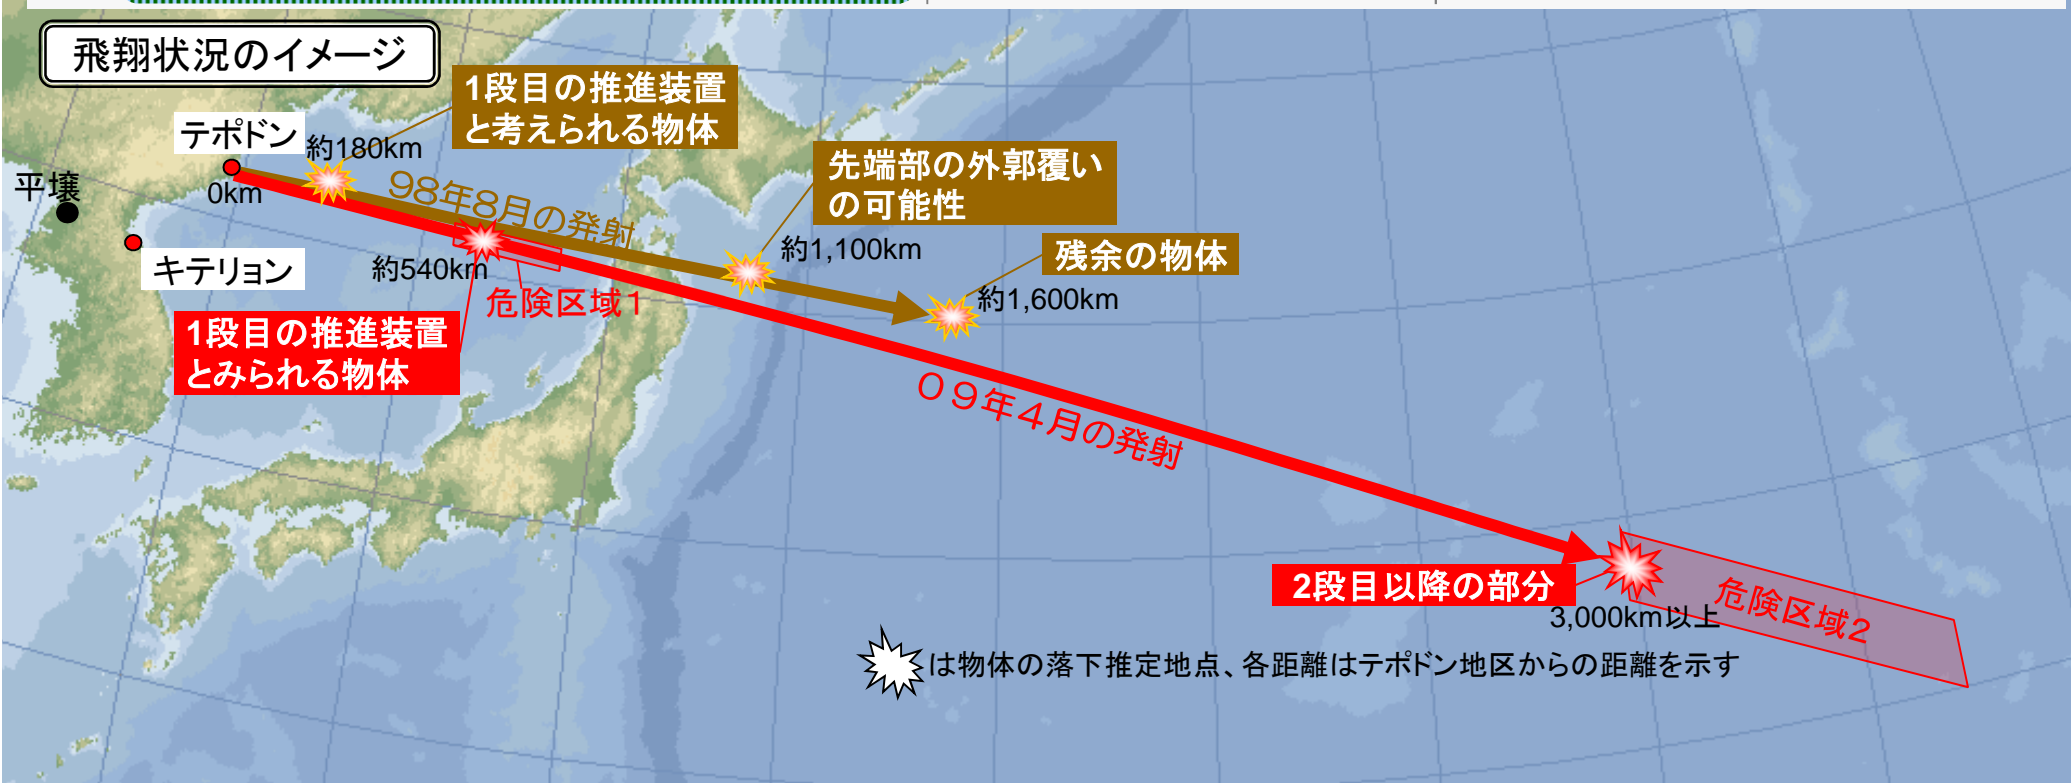 飛翔状況のイメージ
1段目の推進装置
と考えられる物体
テポドン
約180km
先端部の外郭覆い
の可能性
平壌
0km
98年8月の発射
約1,100km
残余の物体
キテリョン
約540km
危険区域1
約1,600km
1段目の推進装置
とみられる物体
09年4月の発射
2段目以降の部分
危険区域2
3,000km以上
は物体の落下推定地点、各距離はテポドン地区からの距離を示す